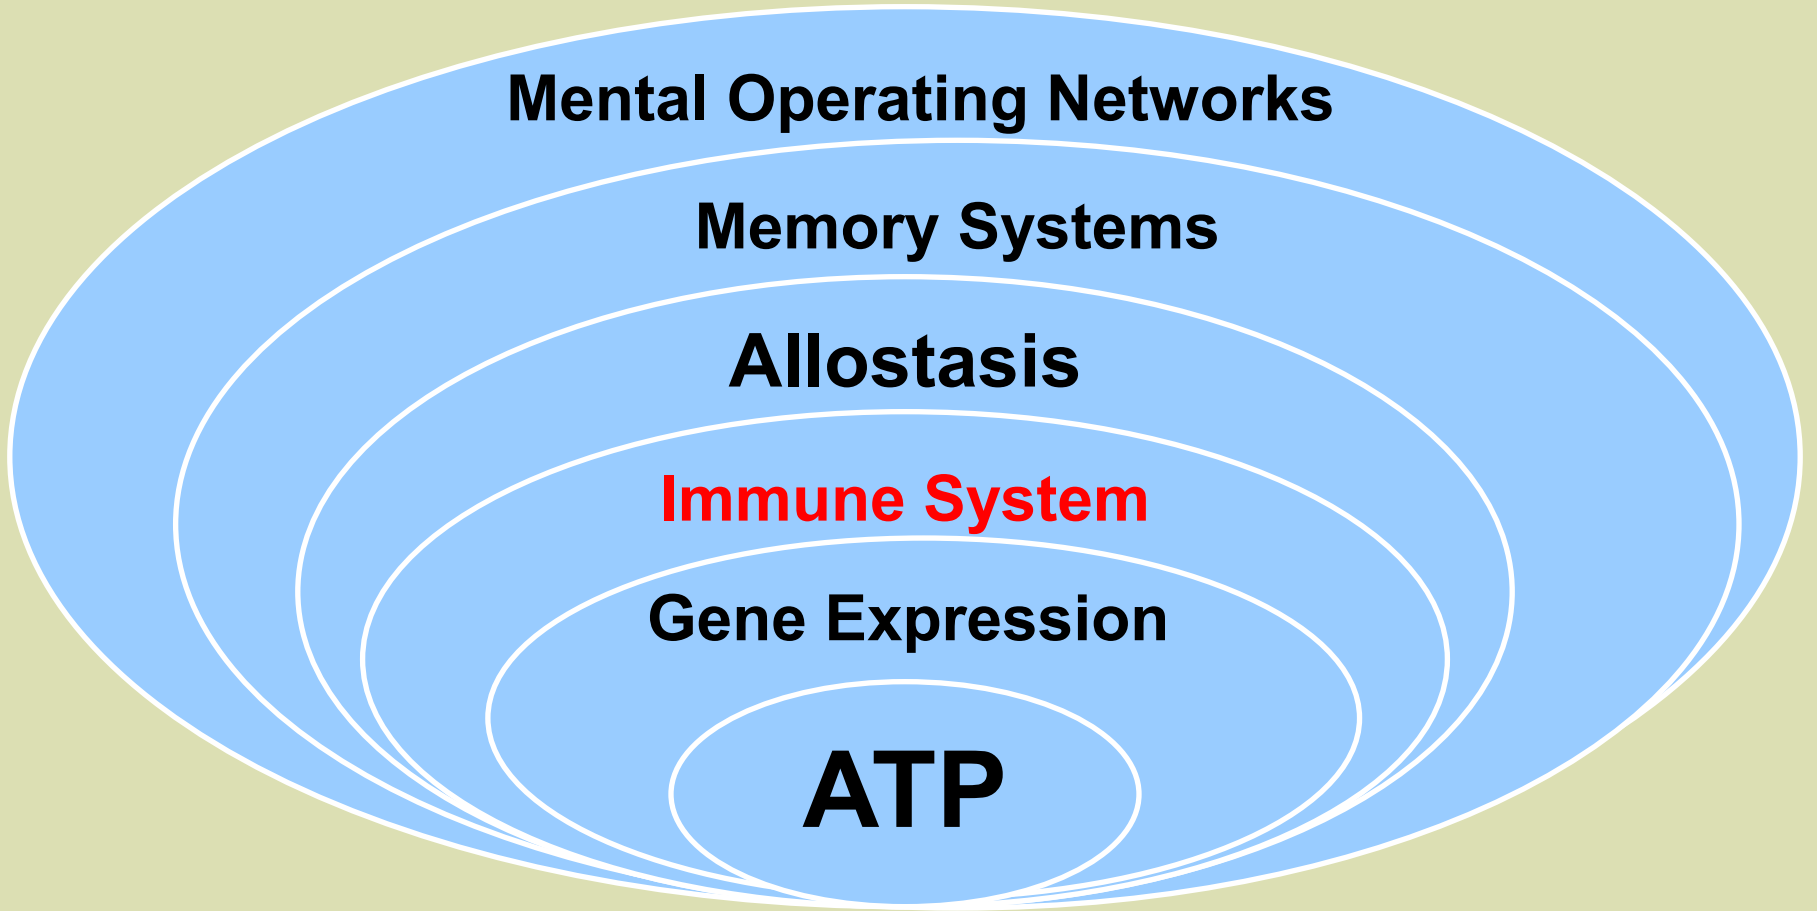 Mental Operating Networks
Memory Systems
Allostasis
Immune System
Gene Expression
ATP